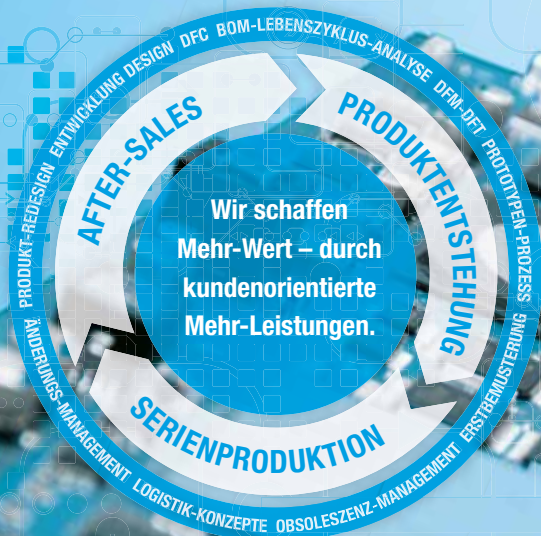 PRODUKT-REDESIGN ENTWICKLUNG DESIGN DFC BOM-LEBENSZYKLUS-ANALYSE DFM-DFT PROTOTYPEN-PROZESS
ÄNDERUNGS-MANAGEMENT LOGISTIK-KONZEPTE OBSOLESZENZ-MANAGEMENT ERSTBEMUSTERUNG
AFTER-SALES
PRODUKTENTSTEHUNG
Wir schaffen
Mehr-Wert – durch
kundenorientierte
Mehr-Leistungen.
SERIENPRODUKTION